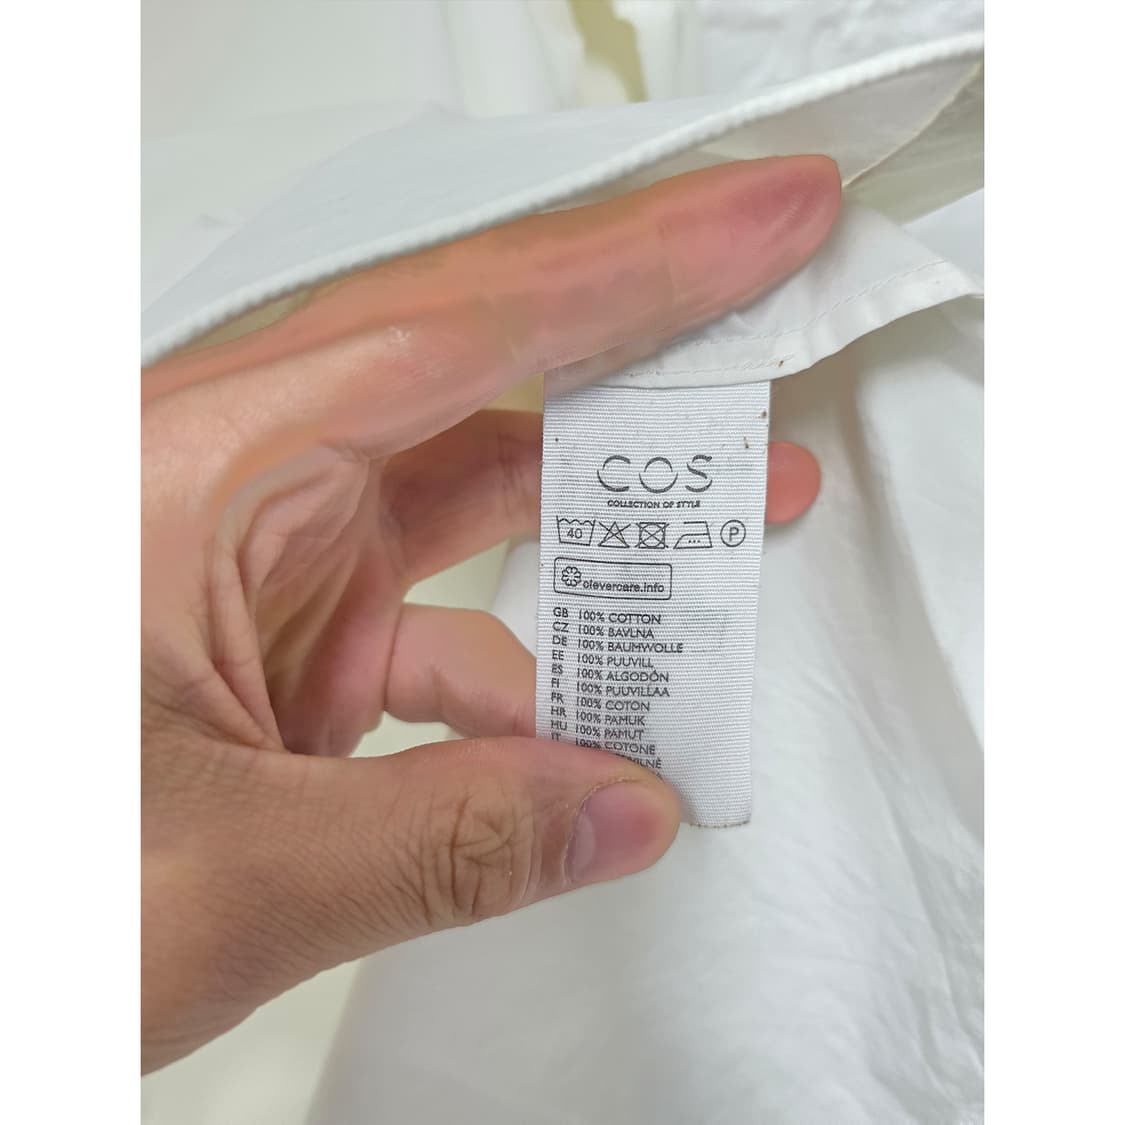 COS
COLLECTION OF STYLE
40 P
clevercare.info
GB 100% COTTON
CZ 100% BAVLNA
DE 100% BAUMWOLLE
EE 100% PUUVILL
ES 100% ALGODÓN
FI 100% PUUVILLAA
FR 100% COTON
HR 100% PAMUK
HU 100% PAMUT
IT 100% COTONE